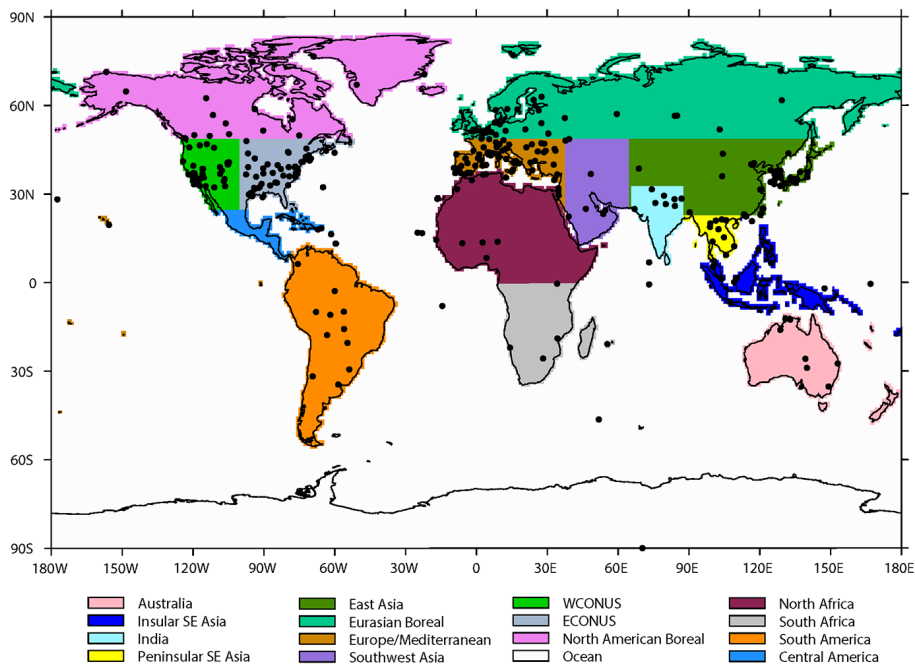 90N
60N
30N
0
30S
60S
90S
180W 150W 120W 90W 60W 30W 0 30E 60E 90E 120E 150E 180E
Australia East Asia WCONUS North Africa
Insular SE Asia Eurasian Boreal ECONUS South Africa
India Europe/Mediterranean North American Boreal South America
Peninsular SE Asia Southwest Asia Ocean Central America